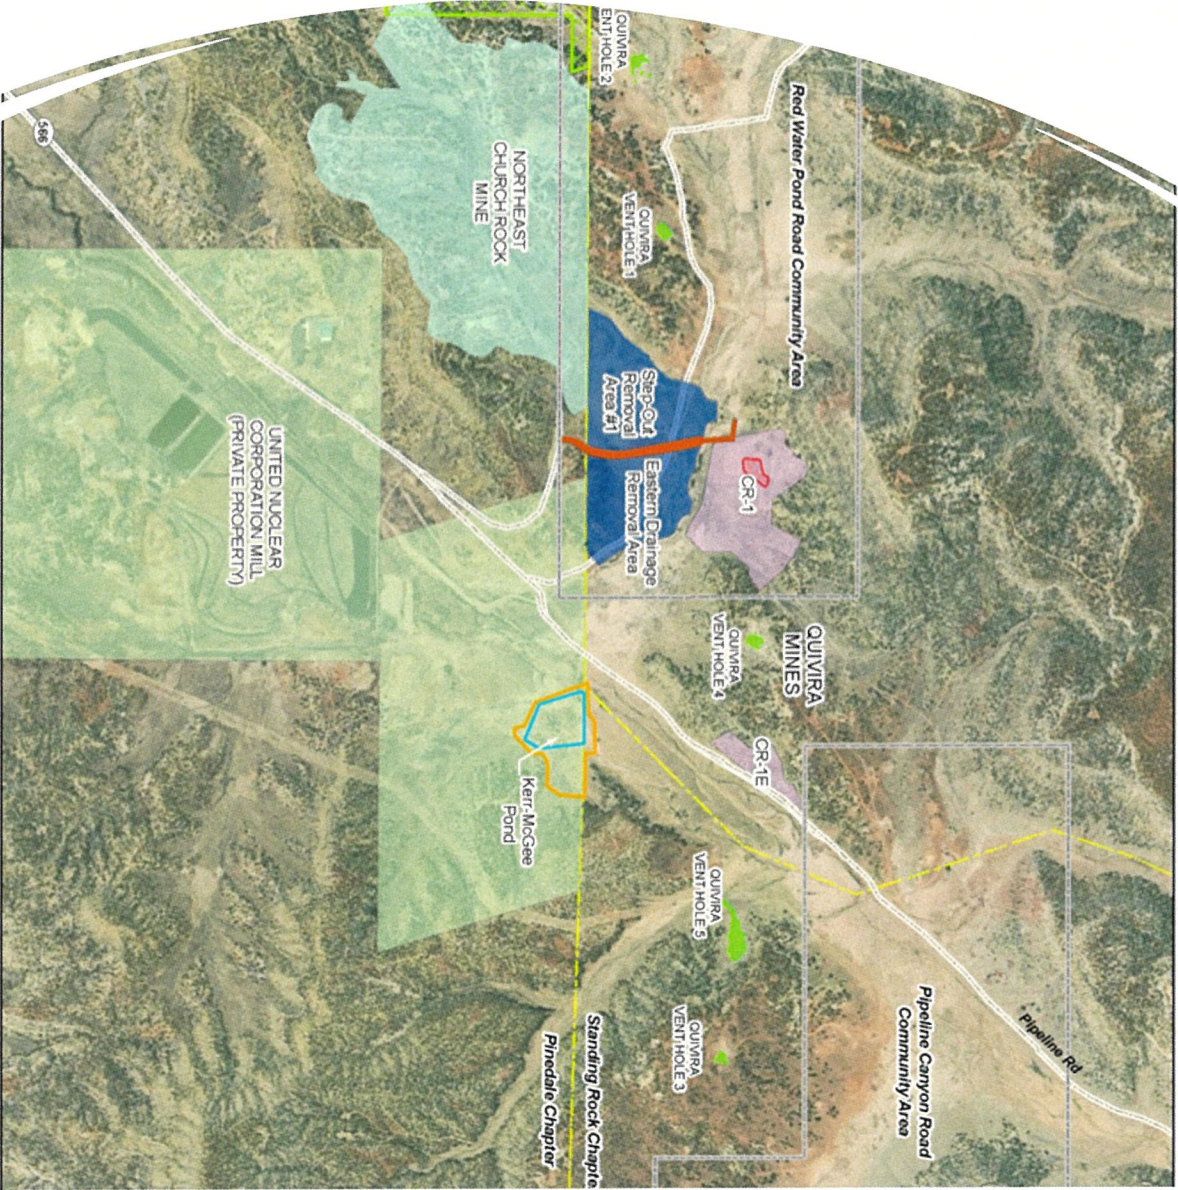 Pipeline Rd
Pipeline Canyon Road
Community Area
Red Water Pond Road Community Area
QUIVIRA
MINES
CR-1
CR-1E
QUIVIRA
VENT HOLE 4
QUIVIRA
VENT HOLE 5
QUIVIRA
VENT HOLE 3
QUIVIRA
VENT HOLE 1
QUIVIRA
ENT HOLE 2
Step-Out
Removal
Area #1
Eastern Drainage
Removal Area
Standing Rock Chapte
Pinedale Chapter
Kerr-McGee
Pond
NORTHEAST
CHURCH ROCK
MINE
UNITED NUCLEAR
CORPORATION MILL
(PRIVATE PROPERTY)
566